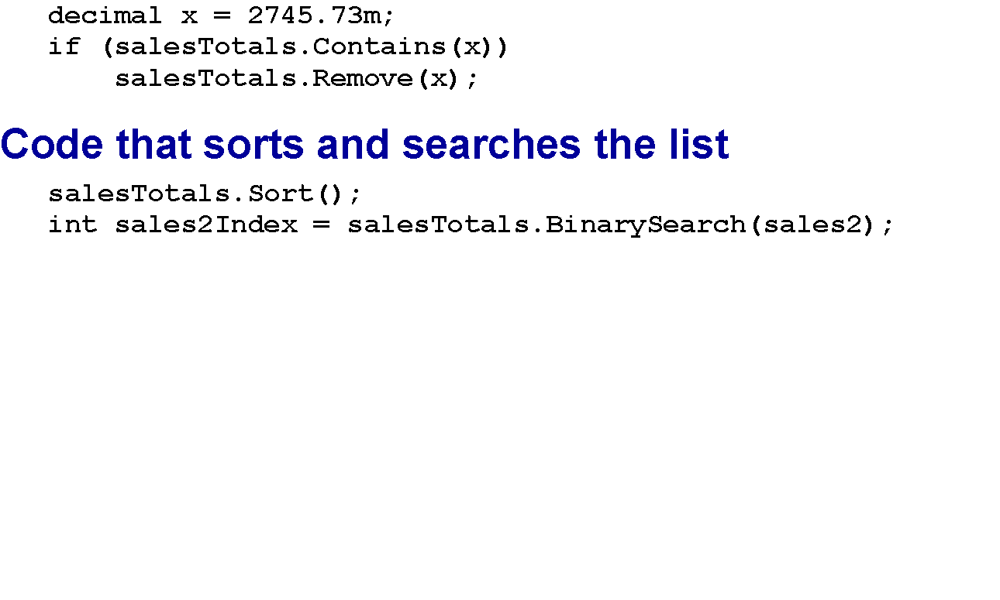 decimal x = 2745.73m;
if (salesTotals.Contains(x))
    salesTotals.Remove(x);
Code that sorts and searches the list
salesTotals.Sort();
int sales2Index = salesTotals.BinarySearch(sales2);